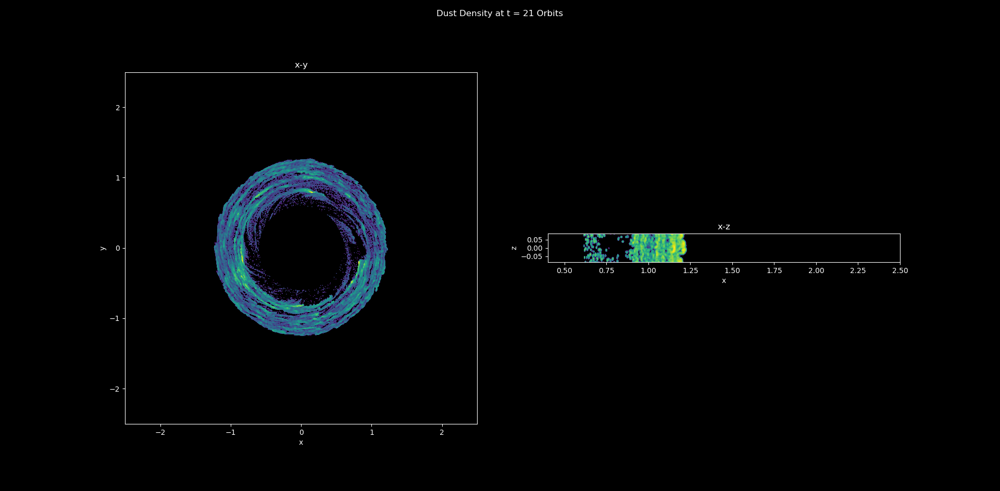 Dust Density at t = 21 Orbits
x-y
2
1
0
−1
−2
y
−2 −1 0 1 2
x
x-z
0.05
0.00
−0.05
z
0.50 0.75 1.00 1.25 1.50 1.75 2.00 2.25 2.50
x